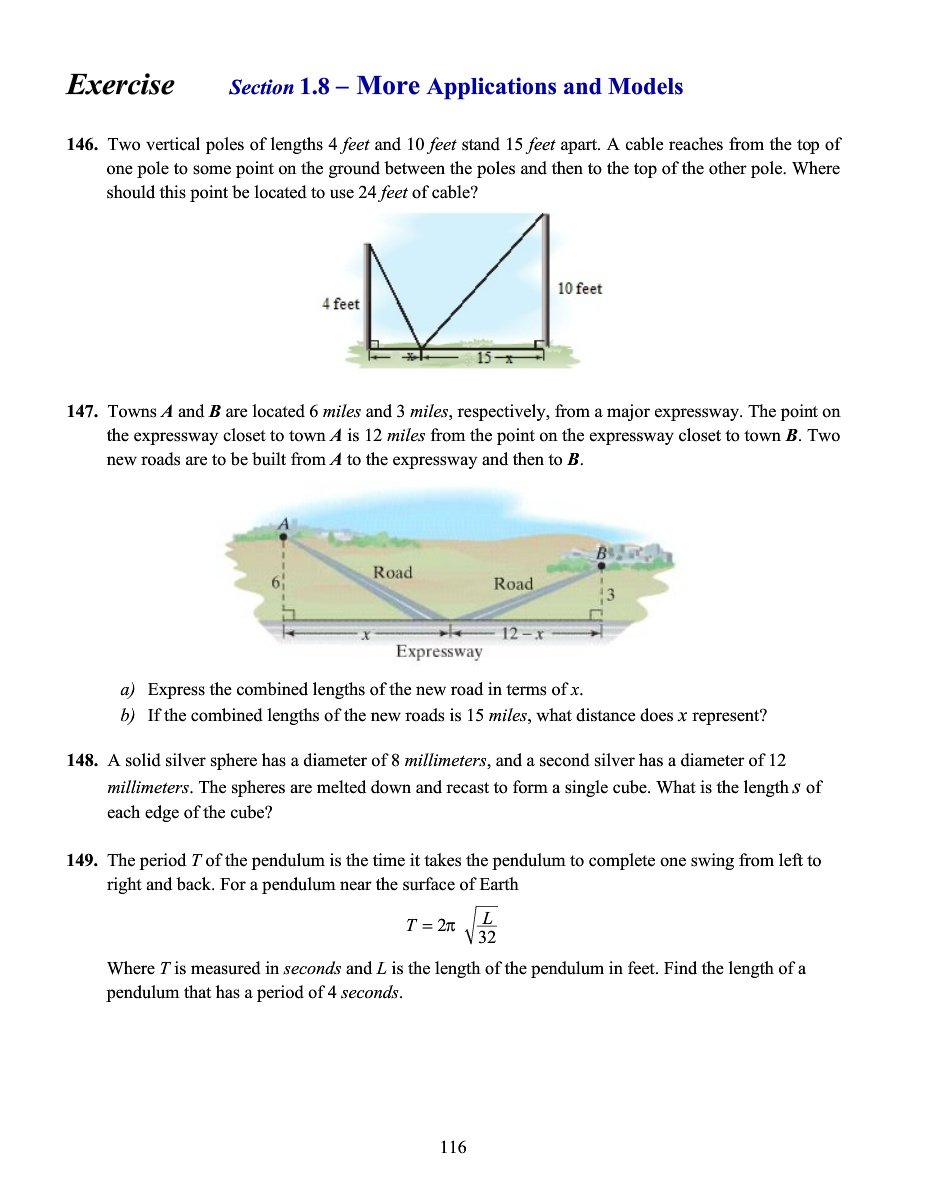 Exercise Section 1.8 – More Applications and Models
146. Two vertical poles of lengths 4 feet and 10 feet stand 15 feet apart. A cable reaches from the top of
one pole to some point on the ground between the poles and then to the top of the other pole. Where
should this point be located to use 24 feet of cable?
10 feet
4 feet
x
15 – x
147. Towns A and B are located 6 miles and 3 miles, respectively, from a major expressway. The point on
the expressway closet to town A is 12 miles from the point on the expressway closet to town B. Two
new roads are to be built from A to the expressway and then to B.
A
B
Road
Road
6
3
x
12 – x
Expressway
a) Express the combined lengths of the new road in terms of x.
b) If the combined lengths of the new roads is 15 miles, what distance does x represent?
148. A solid silver sphere has a diameter of 8 millimeters, and a second silver has a diameter of 12
millimeters. The spheres are melted down and recast to form a single cube. What is the length s of
each edge of the cube?
149. The period T of the pendulum is the time it takes the pendulum to complete one swing from left to
right and back. For a pendulum near the surface of Earth
T = 2π √(L/32)
Where T is measured in seconds and L is the length of the pendulum in feet. Find the length of a
pendulum that has a period of 4 seconds.
116